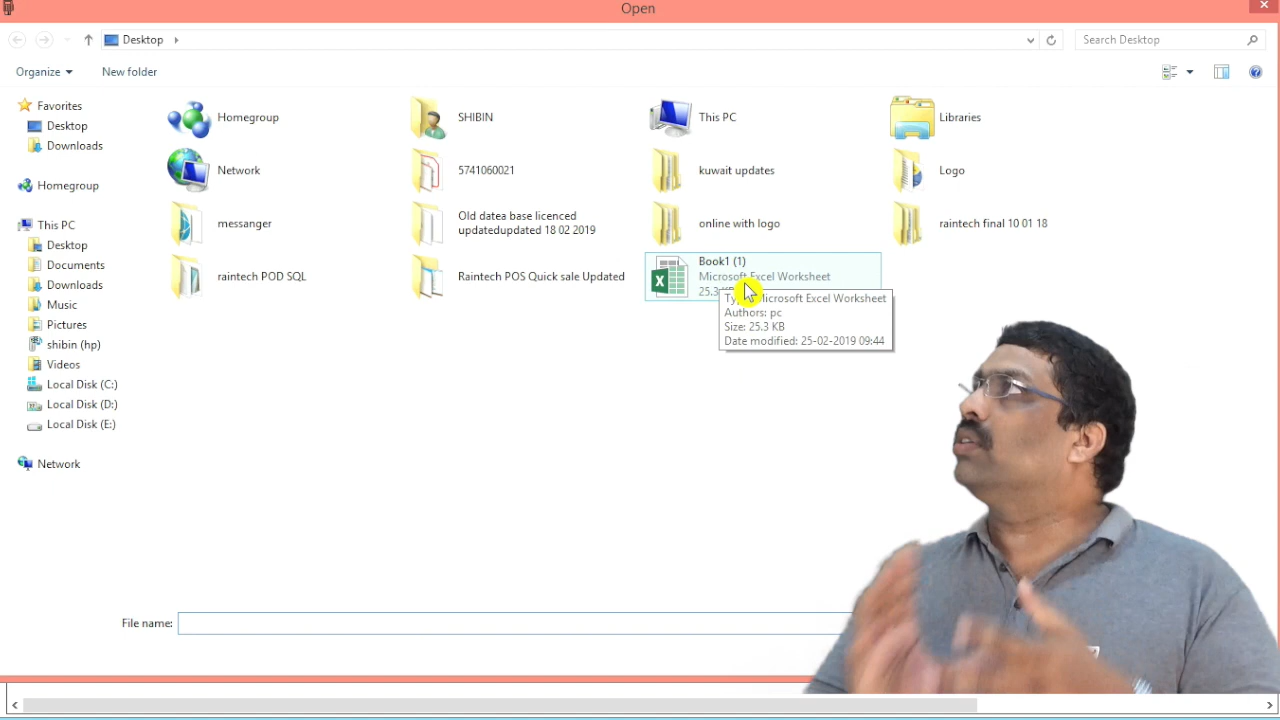 Open
Desktop
Search Desktop
Organize
New folder
Favorites
Desktop
Downloads
Homegroup
This PC
Desktop
Documents
Downloads
Music
Pictures
shibin (hp)
Videos
Local Disk (C:)
Local Disk (D:)
Local Disk (E:)
Network
Homegroup
SHIBIN
This PC
Libraries
Network
5741060021
kuwait updates
Logo
messanger
Old datea base licenced
updatedupdated 18 02 2019
online with logo
raintech final 10 01 18
raintech POD SQL
Raintech POS Quick sale Updated
Book1 (1)
Microsoft Excel Worksheet
25.3
Microsoft Excel Worksheet
Authors: pc
Size: 25.3 KB
Date modified: 25-02-2019 09:44
File name: